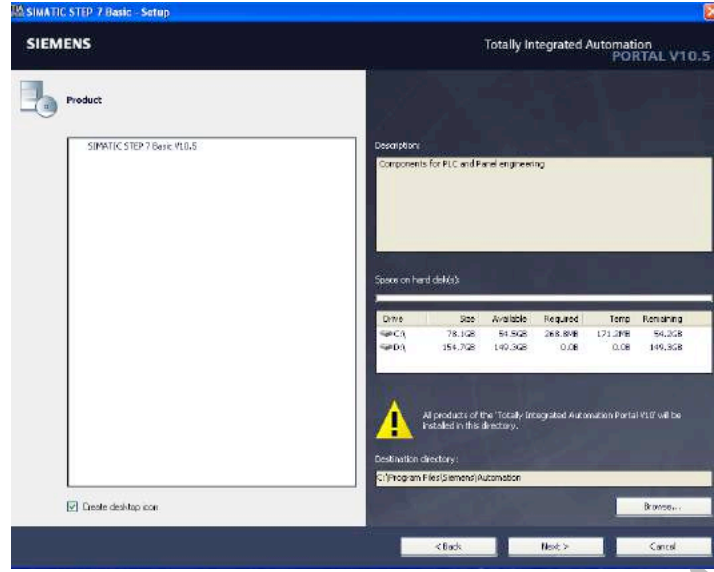 SIMATIC STEP 7 Basic - Setup
SIEMENS
Totally Integrated Automation
PORTAL V10.5
Product
SIMATIC STEP 7 Basic V10.5
Description:
Components for PLC and Panel engineering
Space on hard disk(s):
Drive Size Available Required Temp Remaining
C:\ 78.1GB 54.5GB 268.8MB 171.2MB 54.2GB
D:\ 154.7GB 149.3GB 0.0B 0.0B 149.3GB
All products of the 'Totally Integrated Automation Portal V10' will be
installed in this directory.
Destination directory:
C:\Program Files\Siemens\Automation
Browse...
Create desktop icon
< Back
Next >
Cancel